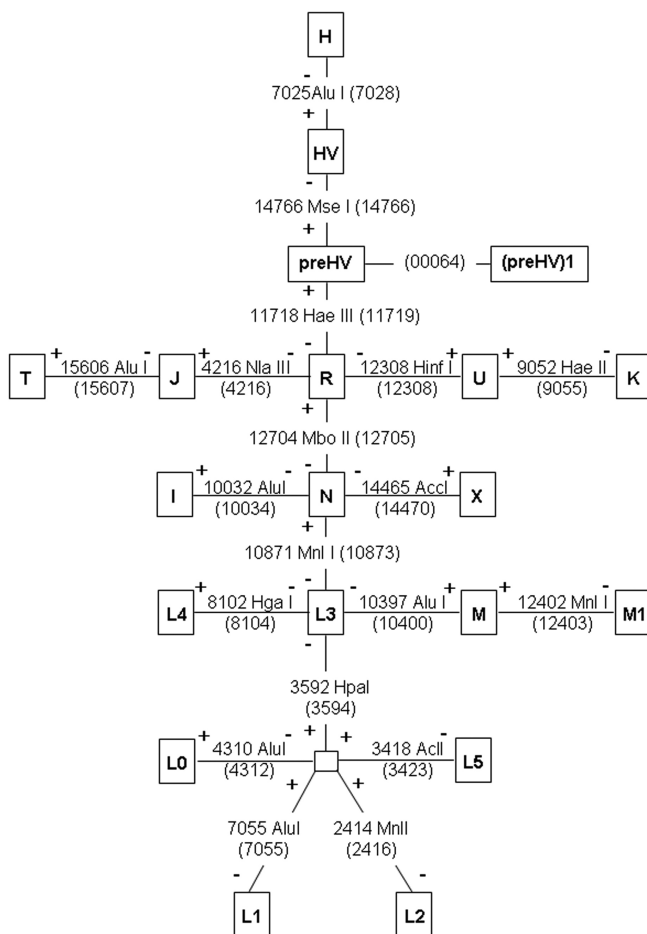 H
-
7025Alu I (7028)
+
HV
-
14766 Mse I (14766)
+
preHV (00064) (preHV)1
+
11718 Hae III (11719)
-
T + 15606 Alu I - J + 4216 Nla III - R - 12308 Hinf I + U + 9052 Hae II - K
(15607) (4216) (12308) (9055)
+
12704 Mbo II (12705)
-
I + 10032 AluI - N - 14465 AccI + X
(10034) (14470)
+
10871 Mnl I (10873)
-
L4 + 8102 Hga I - L3 - 10397 Alu I + M + 12402 Mnl I - M1
(8104) (10400) (12403)
-
3592 HpaI
(3594)
+
L0 + 4310 AluI - + 3418 AclI - L5
(4312) (3423)
+ +
7055 AluI 2414 MnlI
(7055) (2416)
- -
L1 L2